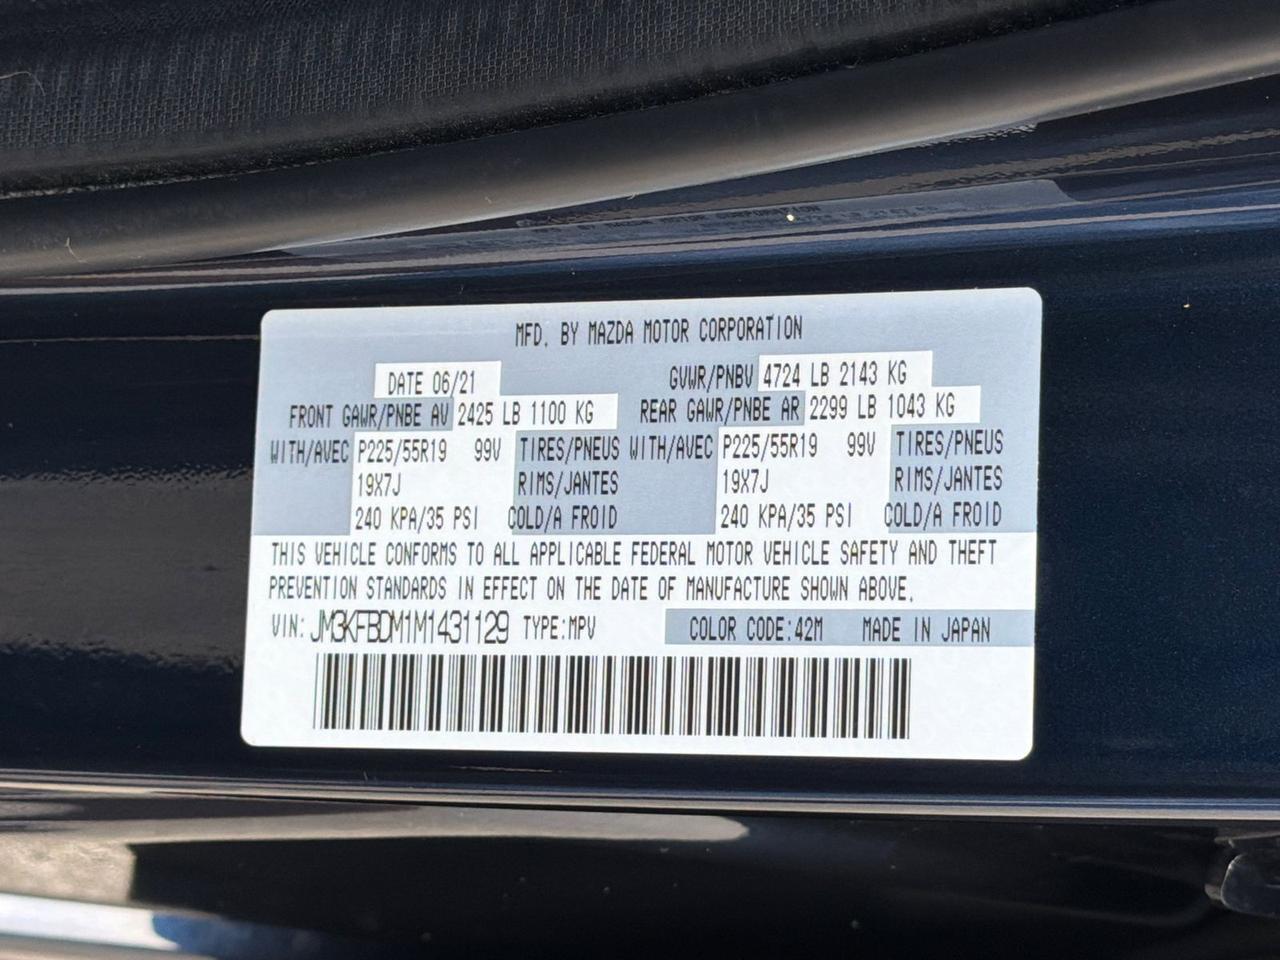 MFD. BY MAZDA MOTOR CORPORATION
DATE 06/21 GVWR/PNBV 4724 LB 2143 KG
FRONT GAWR/PNBE AV 2425 LB 1100 KG REAR GAWR/PNBE AR 2299 LB 1043 KG
WITH/AVEC P225/55R19 99V TIRES/PNEUS WITH/AVEC P225/55R19 99V TIRES/PNEUS
19X7J RIMS/JANTES 19X7J RIMS/JANTES
240 KPA/35 PSI COLD/A FROID 240 KPA/35 PSI COLD/A FROID
THIS VEHICLE CONFORMS TO ALL APPLICABLE FEDERAL MOTOR VEHICLE SAFETY AND THEFT
PREVENTION STANDARDS IN EFFECT ON THE DATE OF MANUFACTURE SHOWN ABOVE.
VIN: JM3KFBDM1M1431129 TYPE:MPV COLOR CODE:42M MADE IN JAPAN